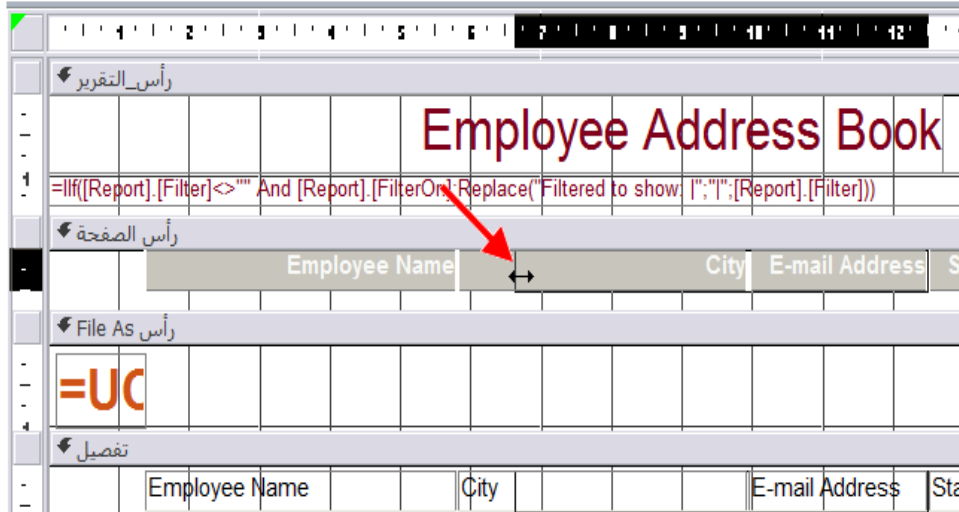 1 2 3 4 5 6 7 8 9 10 11 12
رأس_التقرير
Employee Address Book
1
=IIf([Report].[Filter]<>"" And [Report].[FilterOn];Replace("Filtered to show: |";"|";[Report].[Filter]))
رأس الصفحة
Employee Name City E-mail Address S
رأس File As
=UC
1
تفصيل
Employee Name City E-mail Address Sta